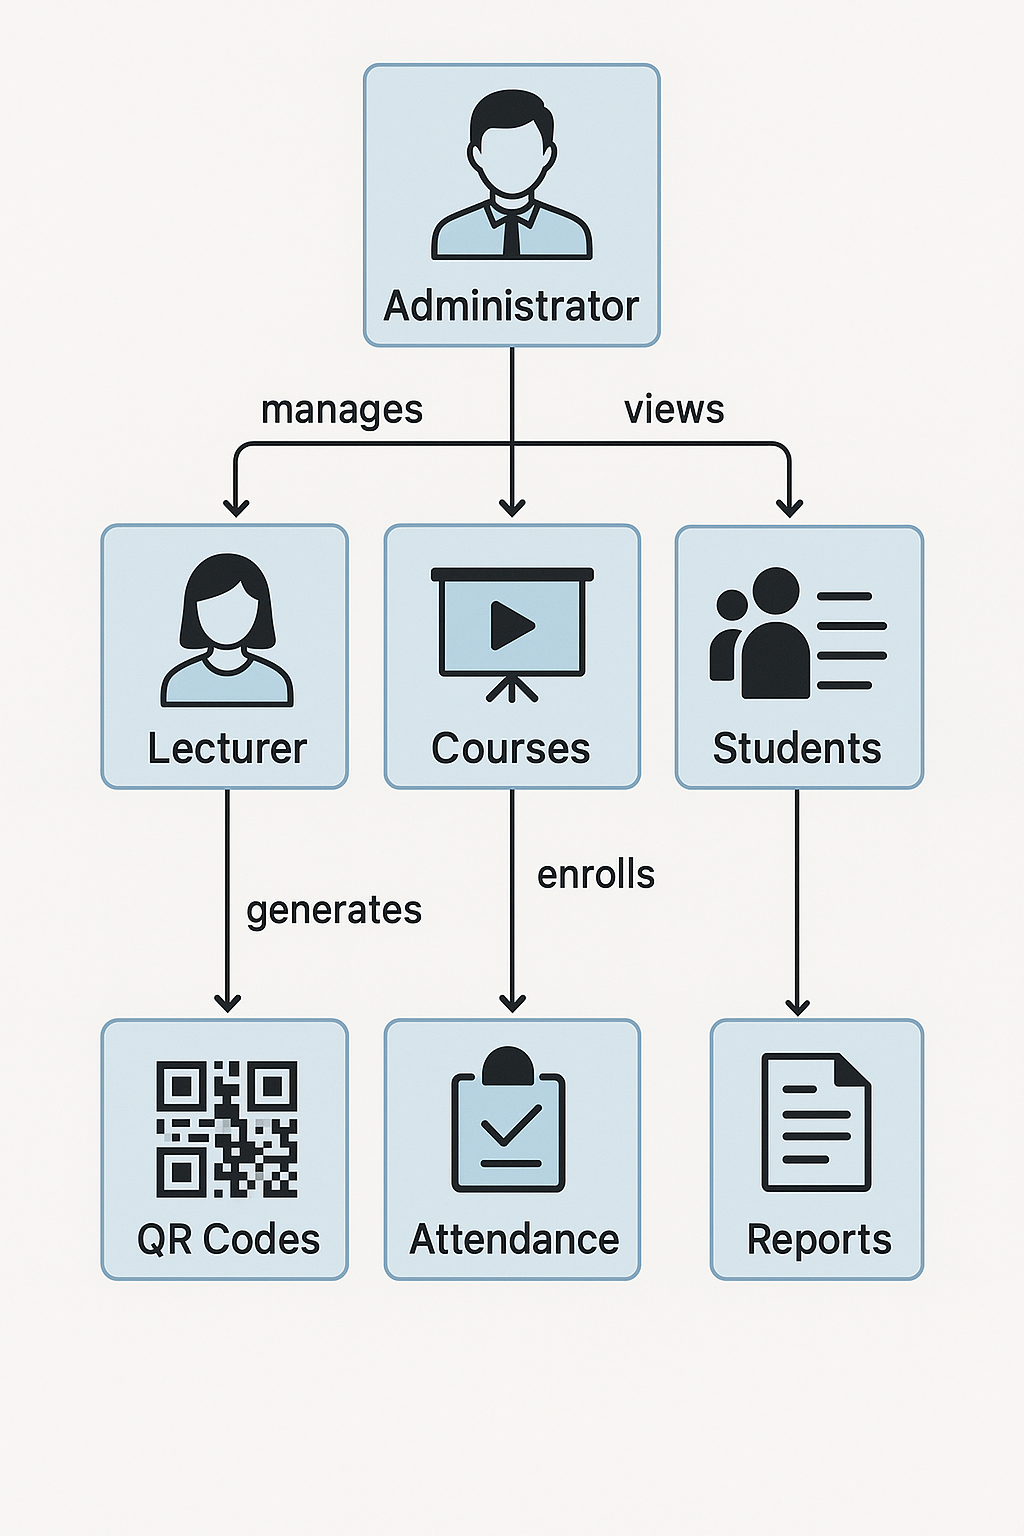 Administrator
manages
views
Lecturer
Courses
Students
generates
enrolls
QR Codes
Attendance
Reports